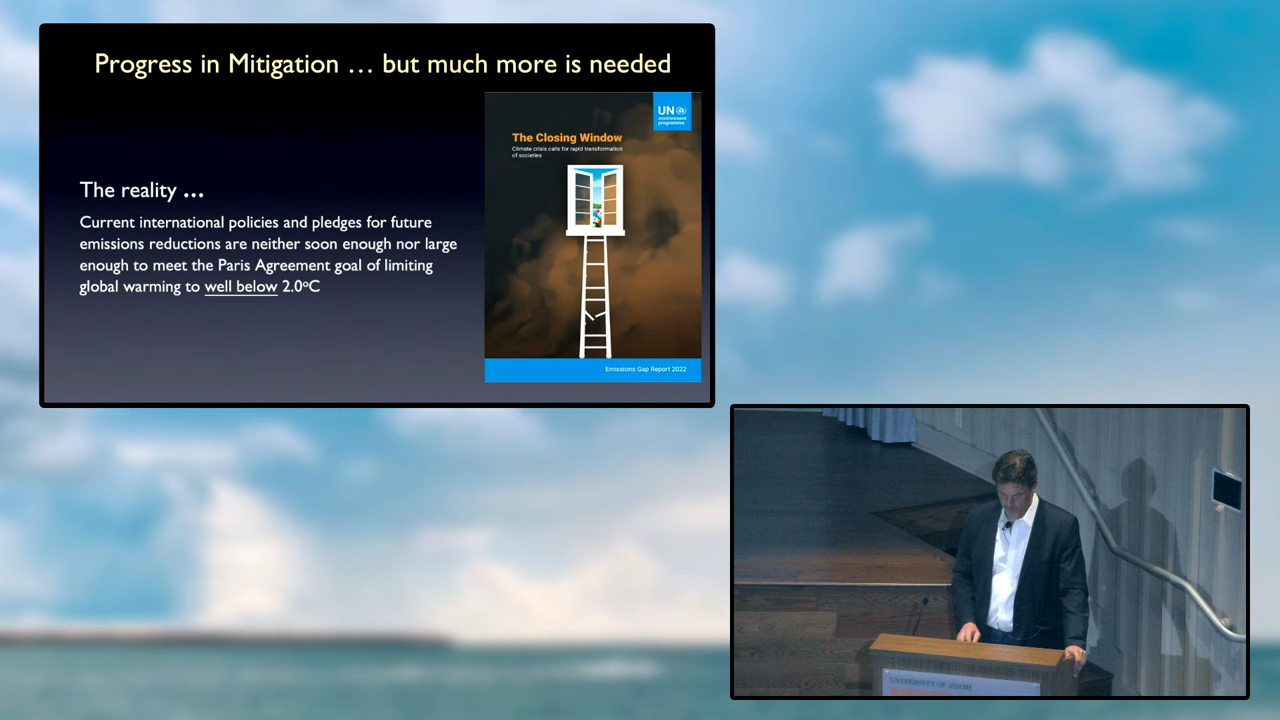 Progress in Mitigation … but much more is needed
UN
environment
programme
The Closing Window
Climate crisis calls for rapid transformation
of societies
The reality …
Current international policies and pledges for future
emissions reductions are neither soon enough nor large
enough to meet the Paris Agreement goal of limiting
global warming to well below 2.0°C
Emissions Gap Report 2022
UNIVERSITY OF MIAMI